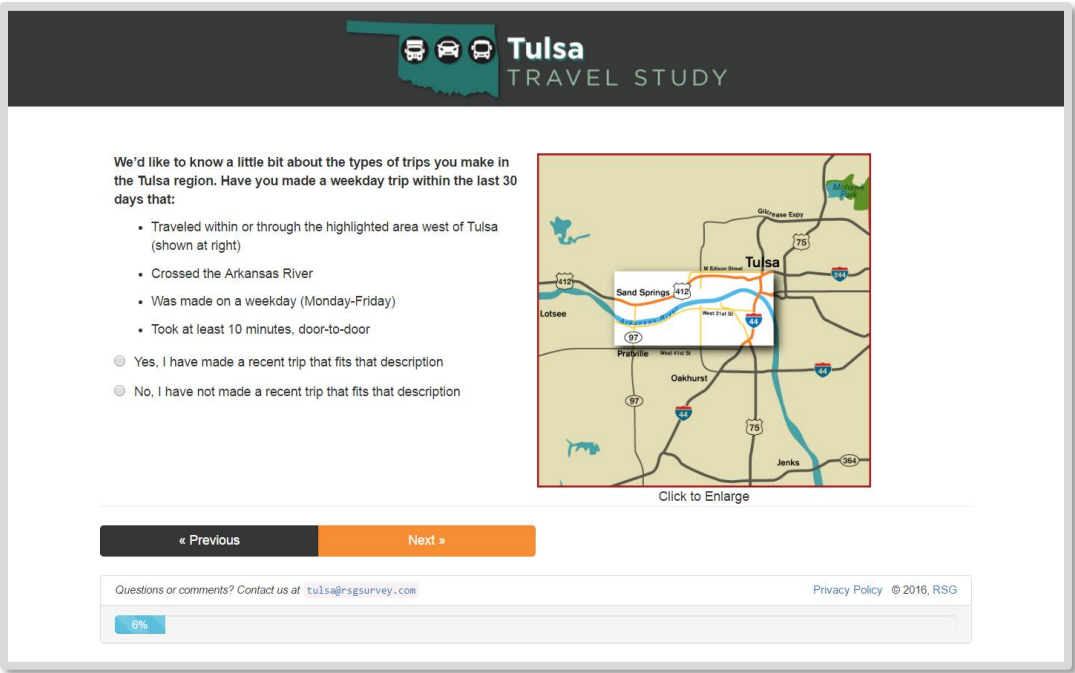 Tulsa
TRAVEL STUDY
We'd like to know a little bit about the types of trips you make in
the Tulsa region. Have you made a weekday trip within the last 30
days that:
• Traveled within or through the highlighted area west of Tulsa
(shown at right)
• Crossed the Arkansas River
• Was made on a weekday (Monday-Friday)
• Took at least 10 minutes, door-to-door
Yes, I have made a recent trip that fits that description
No, I have not made a recent trip that fits that description
Mohawk
Park
Gilcrease Expy
75
W Edison Street
Tulsa
244
412
Sand Springs
412
Lotsee
Arkansas River
West 21st St
44
97
Prattville
West 41st St
44
Oakhurst
97
44
75
Jenks
364
Click to Enlarge
« Previous
Next »
Questions or comments? Contact us at tulsa@rsgsurvey.com
Privacy Policy © 2016, RSG
6%